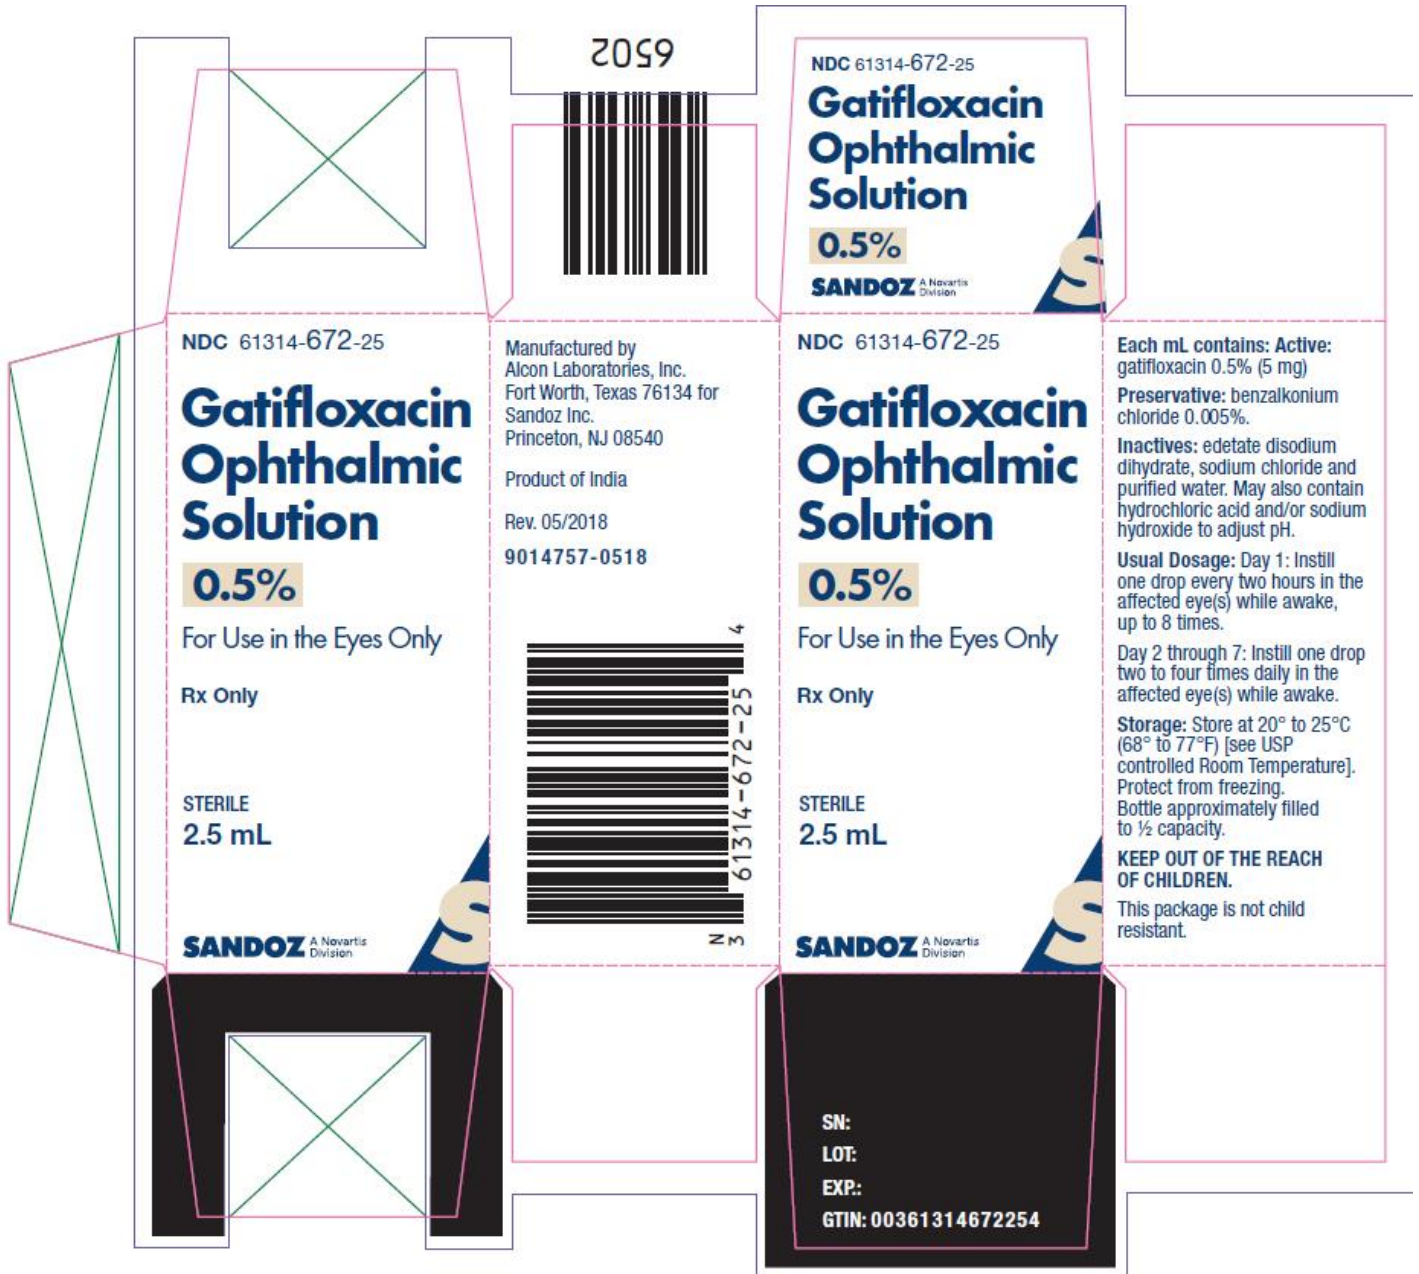 6502
NDC 61314-672-25
Gatifloxacin
Ophthalmic
Solution
0.5%
SANDOZ A Novartis
Division
S
NDC 61314-672-25
Gatifloxacin
Ophthalmic
Solution
0.5%
For Use in the Eyes Only
Rx Only
STERILE
2.5 mL
SANDOZ A Novartis
Division
S
Manufactured by
Alcon Laboratories, Inc.
Fort Worth, Texas 76134 for
Sandoz Inc.
Princeton, NJ 08540
Product of India
Rev. 05/2018
9014757-0518
N
3 61314-672-25 4
NDC 61314-672-25
Gatifloxacin
Ophthalmic
Solution
0.5%
For Use in the Eyes Only
Rx Only
STERILE
2.5 mL
SANDOZ A Novartis
Division
S
Each mL contains: Active:
gatifloxacin 0.5% (5 mg)
Preservative: benzalkonium
chloride 0.005%.
Inactives: edetate disodium
dihydrate, sodium chloride and
purified water. May also contain
hydrochloric acid and/or sodium
hydroxide to adjust pH.
Usual Dosage: Day 1: Instill
one drop every two hours in the
affected eye(s) while awake,
up to 8 times.
Day 2 through 7: Instill one drop
two to four times daily in the
affected eye(s) while awake.
Storage: Store at 20° to 25°C
(68° to 77°F) [see USP
controlled Room Temperature].
Protect from freezing.
Bottle approximately filled
to ½ capacity.
KEEP OUT OF THE REACH
OF CHILDREN.
This package is not child
resistant.
SN:
LOT:
EXP.:
GTIN: 00361314672254